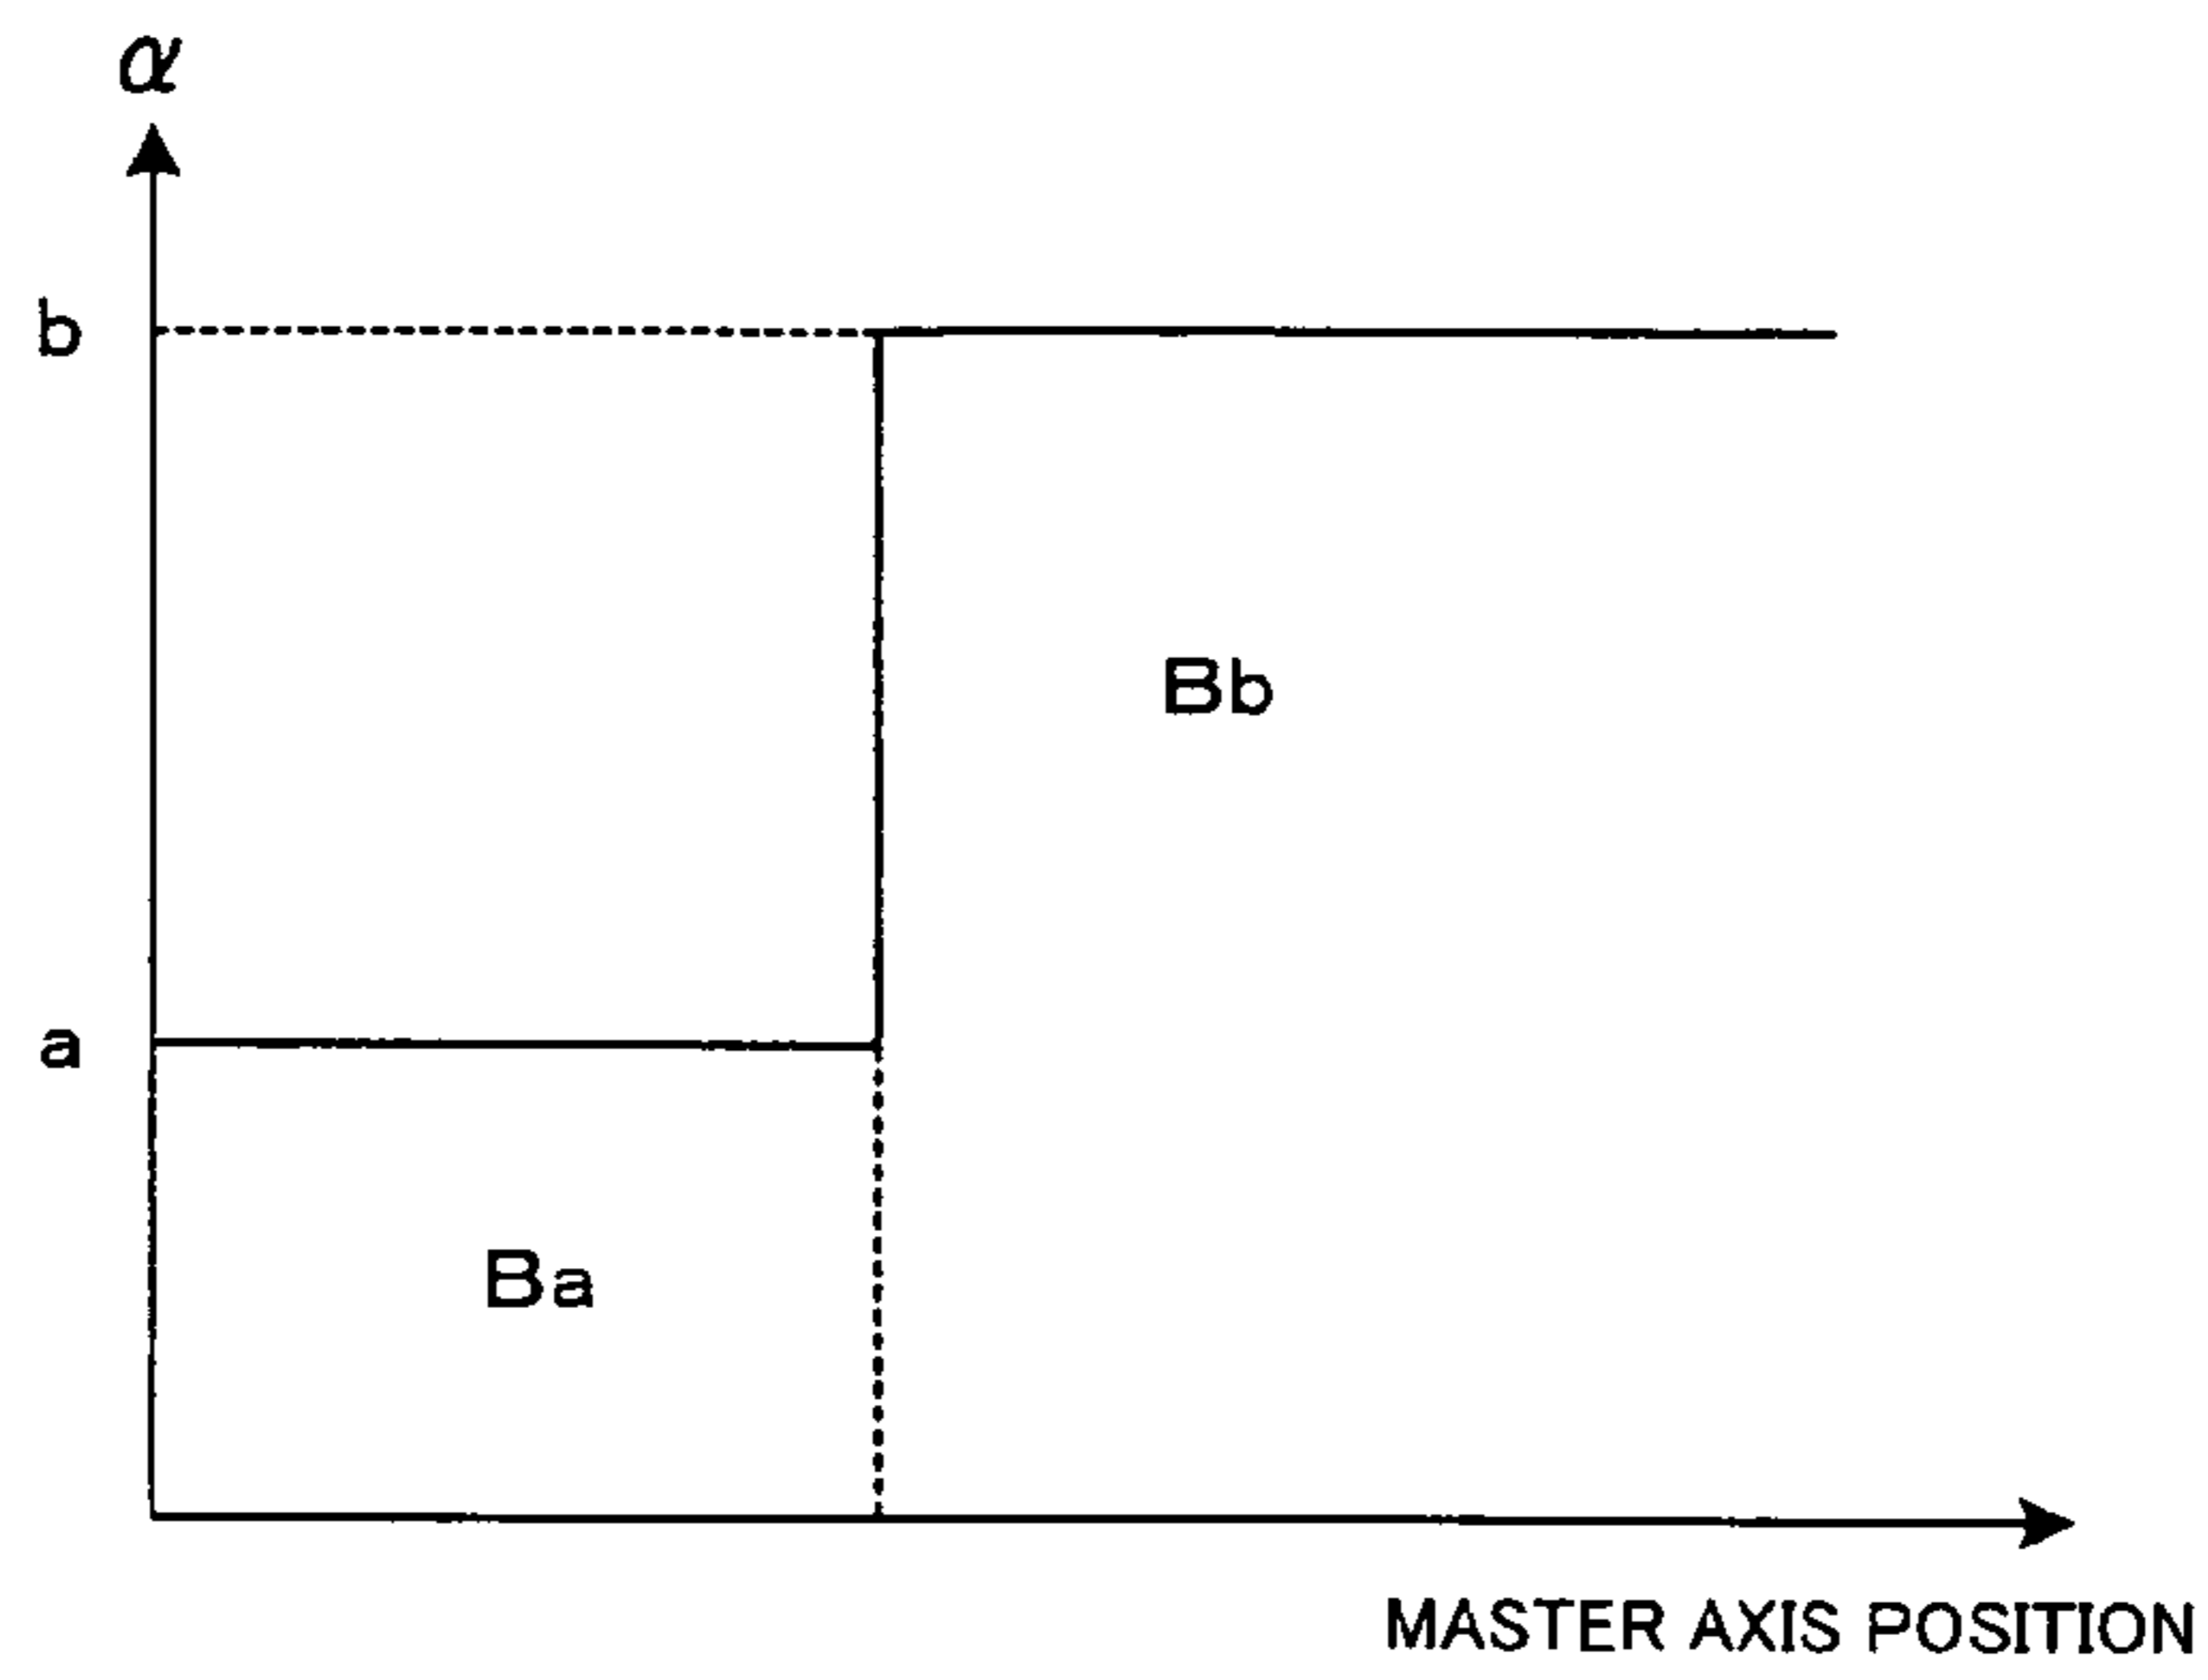 α
b
Bb
a
Ba
MASTER AXIS POSITION